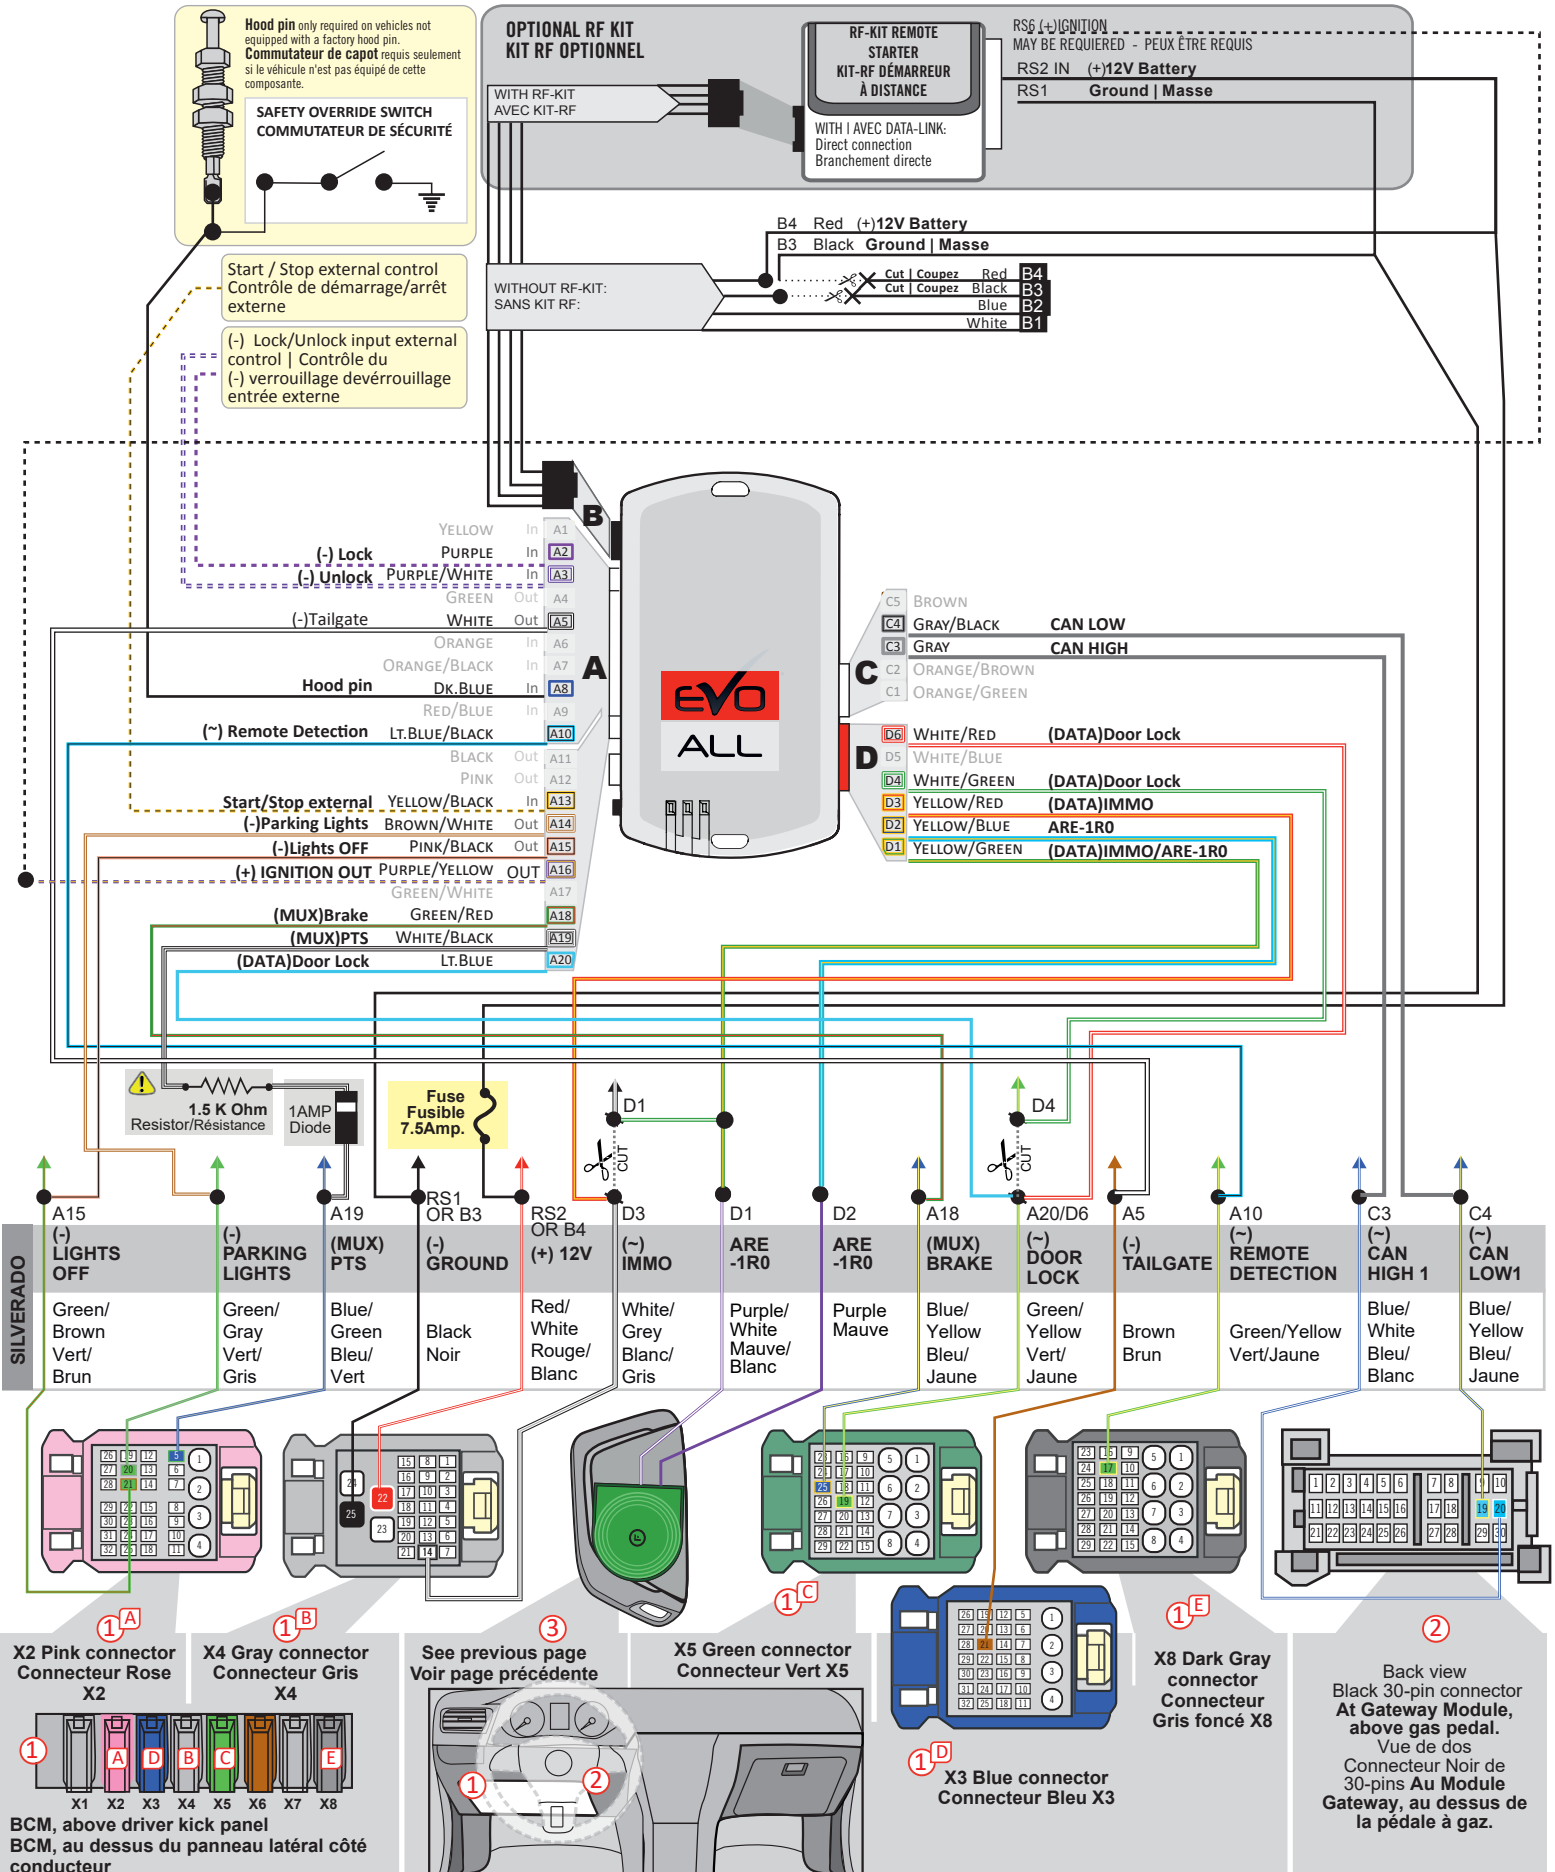 Hood pin only required on vehicles not
equipped with a factory hood pin.
Commutateur de capot requis seulement
si le véhicule n'est pas équipé de cette
composante.
SAFETY OVERRIDE SWITCH
COMMUTATEUR DE SÉCURITÉ
OPTIONAL RF KIT
KIT RF OPTIONNEL
WITH RF-KIT
AVEC KIT-RF
RF-KIT REMOTE
STARTER
KIT-RF DÉMARREUR
À DISTANCE
WITH I AVEC DATA-LINK:
Direct connection
Branchement directe
RS6 (+)IGNITION
MAY BE REQUIERED - PEUX ÊTRE REQUIS
RS2 IN (+)12V Battery
RS1 Ground | Masse
B4 Red (+)12V Battery
B3 Black Ground | Masse
WITHOUT RF-KIT:
SANS KIT RF:
Cut | Coupez Red B4
Cut | Coupez Black B3
Blue B2
White B1
Start / Stop external control
Contrôle de démarrage/arrêt
externe
(-) Lock/Unlock input external
control | Contrôle du
(-) verrouillage devérrouillage
entrée externe
B
YELLOW In A1
(-) Lock PURPLE In A2
(-) Unlock PURPLE/WHITE In A3
GREEN Out A4
(-)Tailgate WHITE Out A5
ORANGE In A6
ORANGE/BLACK In A7
Hood pin DK.BLUE In A8
RED/BLUE In A9
(~) Remote Detection LT.BLUE/BLACK A10
BLACK Out A11
PINK Out A12
Start/Stop external YELLOW/BLACK In A13
(-)Parking Lights BROWN/WHITE Out A14
(-)Lights OFF PINK/BLACK Out A15
(+) IGNITION OUT PURPLE/YELLOW OUT A16
GREEN/WHITE A17
(MUX)Brake GREEN/RED A18
(MUX)PTS WHITE/BLACK A19
(DATA)Door Lock LT.BLUE A20
A
EVO
ALL
C
C5 BROWN
C4 GRAY/BLACK CAN LOW
C3 GRAY CAN HIGH
C2 ORANGE/BROWN
C1 ORANGE/GREEN
D
D6 WHITE/RED (DATA)Door Lock
D5 WHITE/BLUE
D4 WHITE/GREEN (DATA)Door Lock
D3 YELLOW/RED (DATA)IMMO
D2 YELLOW/BLUE ARE-1R0
D1 YELLOW/GREEN (DATA)IMMO/ARE-1R0
1.5 K Ohm
Resistor/Résistance
1AMP
Diode
Fuse
Fusible
7.5Amp.
D1
CUT
D4
CUT
SILVERADO
A15
(-)
LIGHTS
OFF
Green/
Brown
Vert/
Brun
(-)
PARKING
LIGHTS
Green/
Gray
Vert/
Gris
A19
(MUX)
PTS
Blue/
Green
Bleu/
Vert
RS1
OR B3
(-)
GROUND
Black
Noir
RS2
OR B4
(+) 12V
Red/
White
Rouge/
Blanc
D3
(~)
IMMO
White/
Grey
Blanc/
Gris
D1
ARE
-1R0
Purple/
White
Mauve/
Blanc
D2
ARE
-1R0
Purple
Mauve
A18
(MUX)
BRAKE
Blue/
Yellow
Bleu/
Jaune
A20/D6
(~)
DOOR
LOCK
Green/
Yellow
Vert/
Jaune
A5
(-)
TAILGATE
Brown
Brun
A10
(~)
REMOTE
DETECTION
Green/Yellow
Vert/Jaune
C3
(~)
CAN
HIGH 1
Blue/
White
Bleu/
Blanc
C4
(~)
CAN
LOW1
Blue/
Yellow
Bleu/
Jaune
1 A
X2 Pink connector
Connecteur Rose
X2
1 B
X4 Gray connector
Connecteur Gris
X4
3
See previous page
Voir page précédente
1 C
X5 Green connector
Connecteur Vert X5
1 D
X3 Blue connector
Connecteur Bleu X3
1 E
X8 Dark Gray
connector
Connecteur
Gris foncé X8
2
Back view
Black 30-pin connector
At Gateway Module,
above gas pedal.
Vue de dos
Connecteur Noir de
30-pins Au Module
Gateway, au dessus de
la pédale à gaz.
1
A D B C E
X1 X2 X3 X4 X5 X6 X7 X8
BCM, above driver kick panel
BCM, au dessus du panneau latéral côté
conducteur
1
2